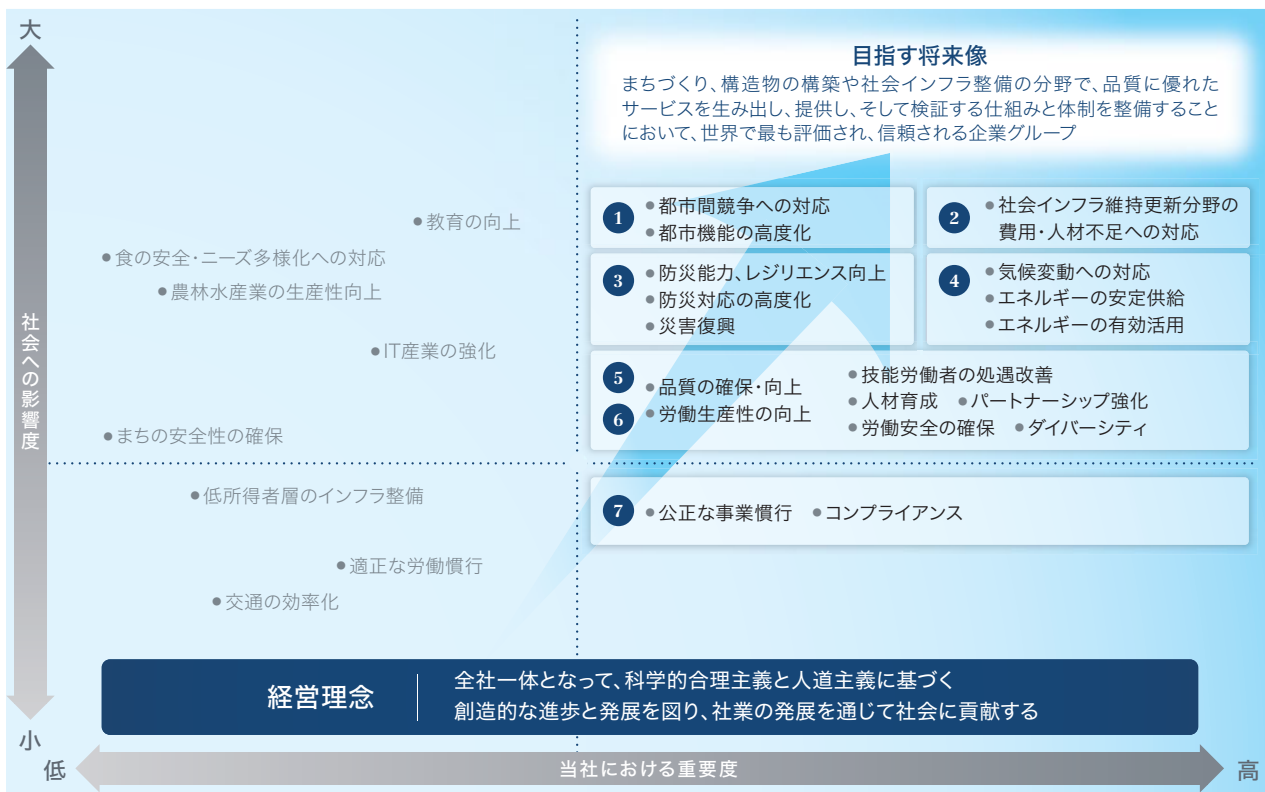 大
目指す将来像
まちづくり、構造物の構築や社会インフラ整備の分野で、品質に優れた
サービスを生み出し、提供し、そして検証する仕組みと体制を整備すること
において、世界で最も評価され、信頼される企業グループ
社会への影響度
●教育の向上
●食の安全・ニーズ多様化への対応
●農林水産業の生産性向上
●IT産業の強化
●まちの安全性の確保
1
●都市間競争への対応
●都市機能の高度化
2
●社会インフラ維持更新分野の
費用・人材不足への対応
3
●防災能力、レジリエンス向上
●防災対応の高度化
●災害復興
4
●気候変動への対応
●エネルギーの安定供給
●エネルギーの有効活用
5
6
●品質の確保・向上
●労働生産性の向上
●技能労働者の処遇改善
●人材育成 ●パートナーシップ強化
●労働安全の確保 ●ダイバーシティ
●低所得者層のインフラ整備
●適正な労働慣行
●交通の効率化
7
●公正な事業慣行 ●コンプライアンス
経営理念
全社一体となって、科学的合理主義と人道主義に基づく
創造的な進歩と発展を図り、社業の発展を通じて社会に貢献する
小
低
当社における重要度
高